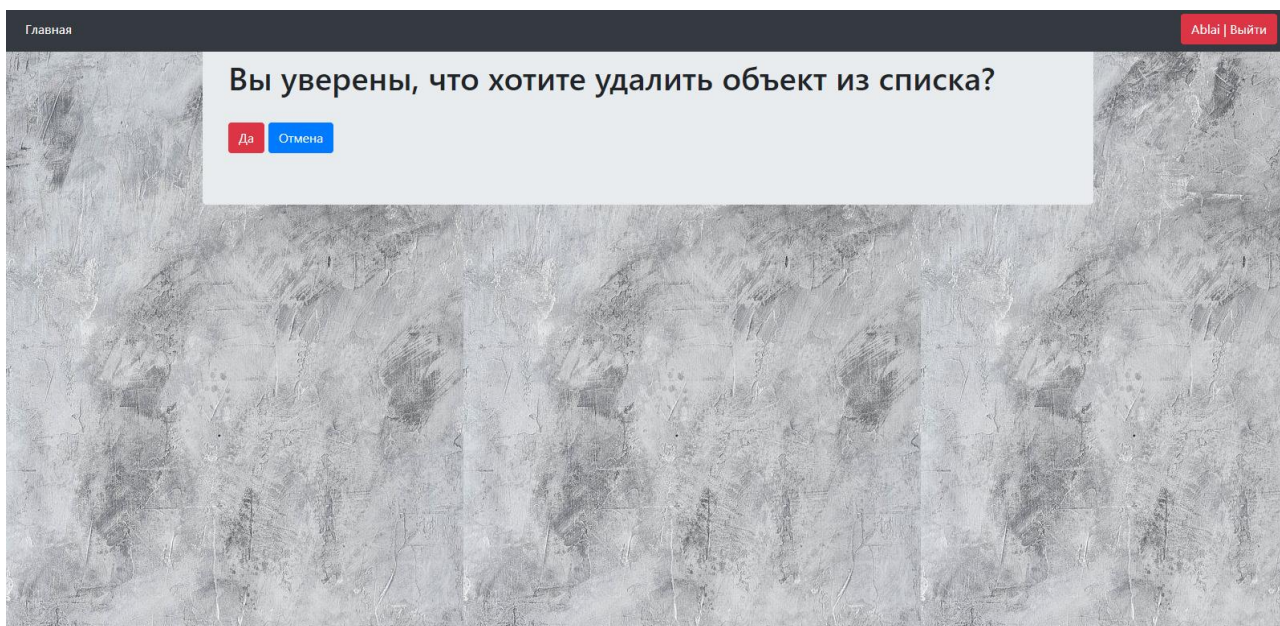 Главная
Ablai | Выйти
Вы уверены, что хотите удалить объект из списка?
Да Отмена